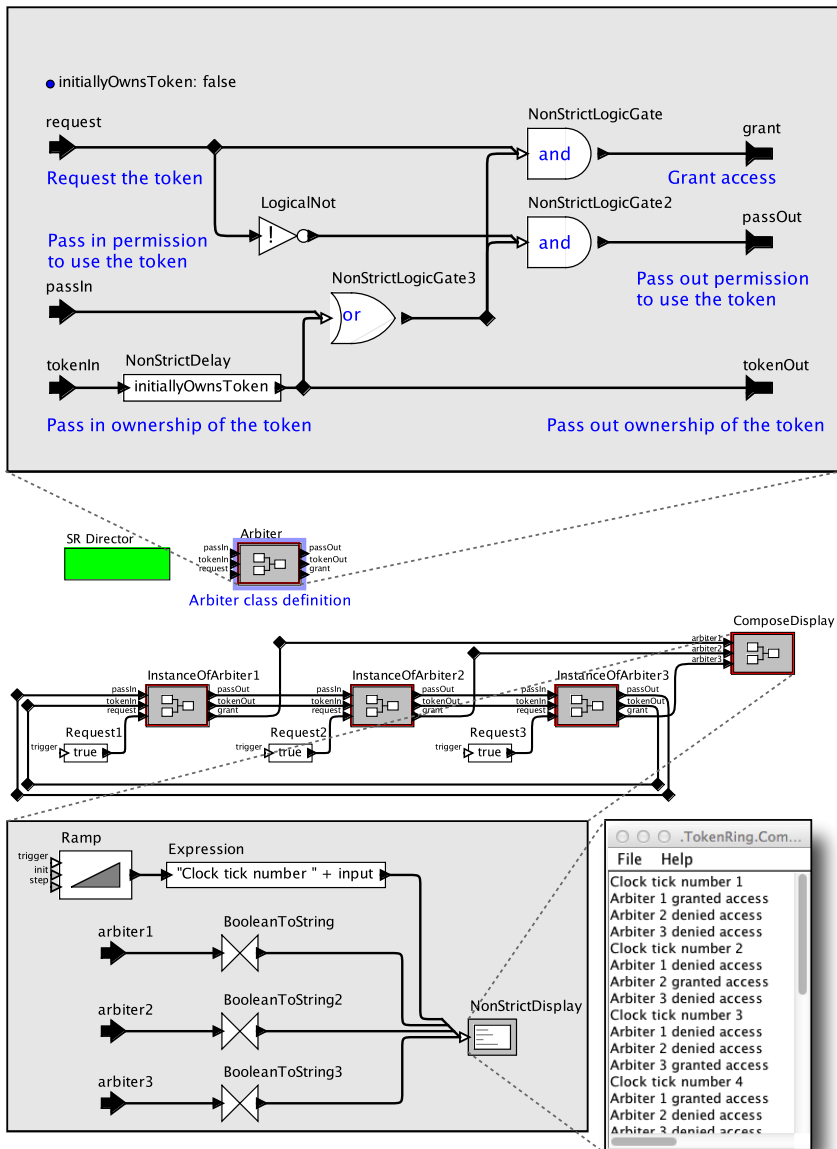 initiallyOwnsToken: false
request
NonStrictLogicGate
grant
and
Request the token
Grant access
LogicalNot
NonStrictLogicGate2
passOut
!
and
Pass in permission
to use the token
passIn
NonStrictLogicGate3
Pass out permission
to use the token
or
tokenIn
NonStrictDelay
tokenOut
initiallyOwnsToken
Pass in ownership of the token
Pass out ownership of the token
SR Director
Arbiter
passIn
tokenIn
request
passOut
tokenOut
grant
Arbiter class definition
ComposeDisplay
arbiter1
arbiter2
arbiter3
InstanceOfArbiter1
passIn
tokenIn
request
passOut
tokenOut
grant
InstanceOfArbiter2
passIn
tokenIn
request
passOut
tokenOut
grant
InstanceOfArbiter3
passIn
tokenIn
request
passOut
tokenOut
grant
Request1
trigger
true
Request2
trigger
true
Request3
trigger
true
Ramp
trigger
init
step
Expression
"Clock tick number " + input
arbiter1
BooleanToString
arbiter2
BooleanToString2
NonStrictDisplay
arbiter3
BooleanToString3
.TokenRing.Com...
File Help
Clock tick number 1
Arbiter 1 granted access
Arbiter 2 denied access
Arbiter 3 denied access
Clock tick number 2
Arbiter 1 denied access
Arbiter 2 granted access
Arbiter 3 denied access
Clock tick number 3
Arbiter 1 denied access
Arbiter 2 denied access
Arbiter 3 granted access
Clock tick number 4
Arbiter 1 granted access
Arbiter 2 denied access
Arbiter 3 denied access